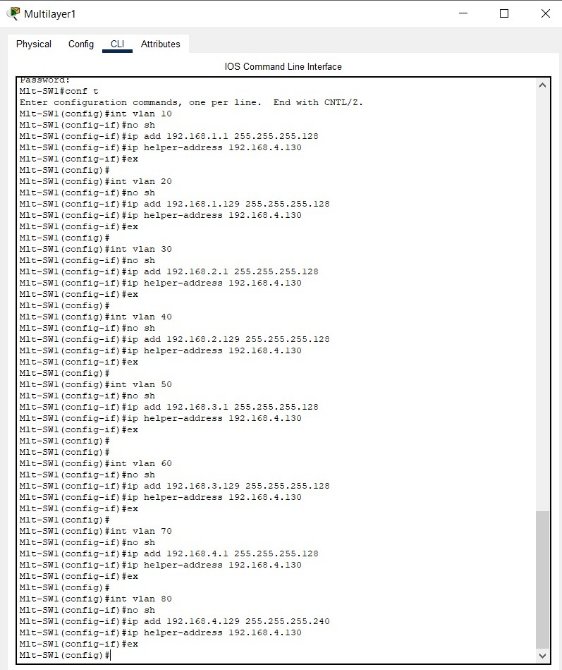 Multilayer1
Physical Config CLI Attributes
IOS Command Line Interface
Password:
Mlt-SW1#conf t
Enter configuration commands, one per line.  End with CNTL/Z.
Mlt-SW1(config)#int vlan 10
Mlt-SW1(config-if)#no sh
Mlt-SW1(config-if)#ip add 192.168.1.1 255.255.255.128
Mlt-SW1(config-if)#ip helper-address 192.168.4.130
Mlt-SW1(config-if)#ex
Mlt-SW1(config)#
Mlt-SW1(config)#int vlan 20
Mlt-SW1(config-if)#no sh
Mlt-SW1(config-if)#ip add 192.168.1.129 255.255.255.128
Mlt-SW1(config-if)#ip helper-address 192.168.4.130
Mlt-SW1(config-if)#ex
Mlt-SW1(config)#
Mlt-SW1(config)#int vlan 30
Mlt-SW1(config-if)#no sh
Mlt-SW1(config-if)#ip add 192.168.2.1 255.255.255.128
Mlt-SW1(config-if)#ip helper-address 192.168.4.130
Mlt-SW1(config-if)#ex
Mlt-SW1(config)#
Mlt-SW1(config)#int vlan 40
Mlt-SW1(config-if)#no sh
Mlt-SW1(config-if)#ip add 192.168.2.129 255.255.255.128
Mlt-SW1(config-if)#ip helper-address 192.168.4.130
Mlt-SW1(config-if)#ex
Mlt-SW1(config)#
Mlt-SW1(config)#int vlan 50
Mlt-SW1(config-if)#no sh
Mlt-SW1(config-if)#ip add 192.168.3.1 255.255.255.128
Mlt-SW1(config-if)#ip helper-address 192.168.4.130
Mlt-SW1(config-if)#ex
Mlt-SW1(config)#
Mlt-SW1(config)#
Mlt-SW1(config)#int vlan 60
Mlt-SW1(config-if)#no sh
Mlt-SW1(config-if)#ip add 192.168.3.129 255.255.255.128
Mlt-SW1(config-if)#ip helper-address 192.168.4.130
Mlt-SW1(config-if)#ex
Mlt-SW1(config)#
Mlt-SW1(config)#int vlan 70
Mlt-SW1(config-if)#no sh
Mlt-SW1(config-if)#ip add 192.168.4.1 255.255.255.128
Mlt-SW1(config-if)#ip helper-address 192.168.4.130
Mlt-SW1(config-if)#ex
Mlt-SW1(config)#
Mlt-SW1(config)#int vlan 80
Mlt-SW1(config-if)#no sh
Mlt-SW1(config-if)#ip add 192.168.4.129 255.255.255.240
Mlt-SW1(config-if)#ip helper-address 192.168.4.130
Mlt-SW1(config-if)#ex
Mlt-SW1(config)#